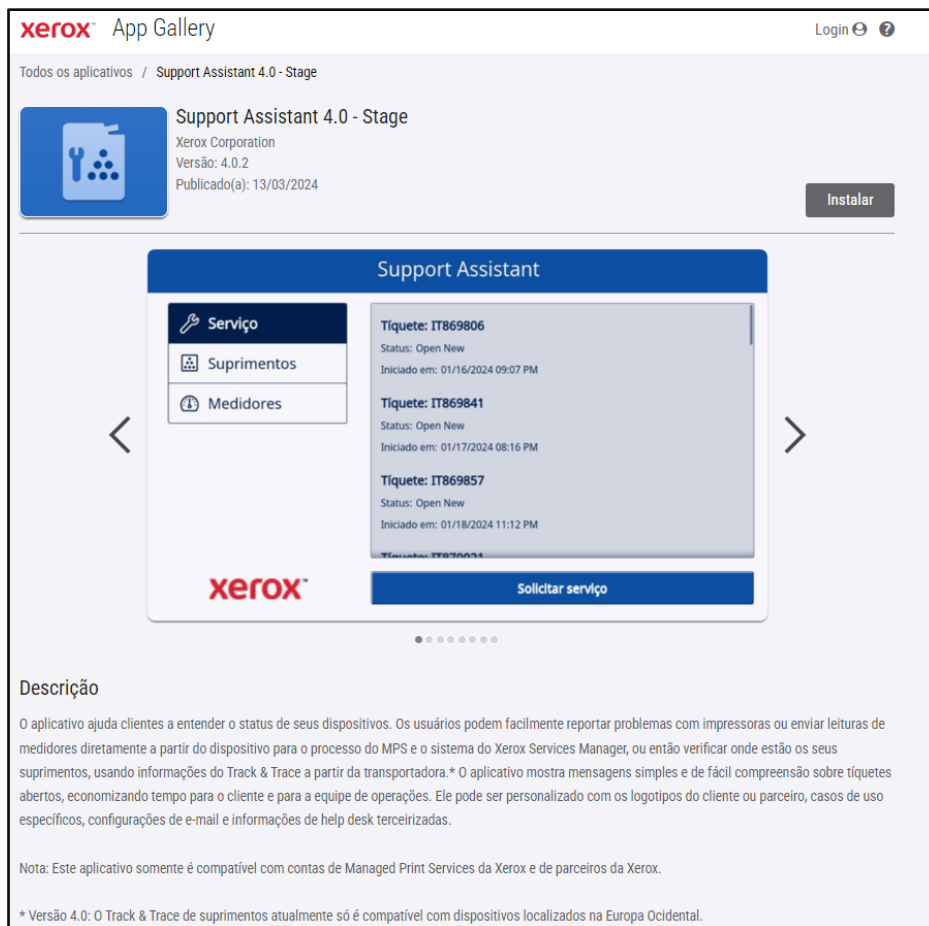 xerox™ App Gallery
Login
Todos os aplicativos / Support Assistant 4.0 - Stage
Support Assistant 4.0 - Stage
Xerox Corporation
Versão: 4.0.2
Publicado(a): 13/03/2024
Instalar
Support Assistant
Serviço
Suprimentos
Medidores
Tíquete: IT869806
Status: Open New
Iniciado em: 01/16/2024 09:07 PM
Tíquete: IT869841
Status: Open New
Iniciado em: 01/17/2024 08:16 PM
Tíquete: IT869857
Status: Open New
Iniciado em: 01/18/2024 11:12 PM
xerox™
Solicitar serviço
Descrição
O aplicativo ajuda clientes a entender o status de seus dispositivos. Os usuários podem facilmente reportar problemas com impressoras ou enviar leituras de
medidores diretamente a partir do dispositivo para o processo do MPS e o sistema do Xerox Services Manager, ou então verificar onde estão os seus
suprimentos, usando informações do Track & Trace a partir da transportadora.* O aplicativo mostra mensagens simples e de fácil compreensão sobre tíquetes
abertos, economizando tempo para o cliente e para a equipe de operações. Ele pode ser personalizado com os logotipos do cliente ou parceiro, casos de uso
específicos, configurações de e-mail e informações de help desk terceirizadas.
Nota: Este aplicativo somente é compatível com contas de Managed Print Services da Xerox e de parceiros da Xerox.
* Versão 4.0: O Track & Trace de suprimentos atualmente só é compatível com dispositivos localizados na Europa Ocidental.